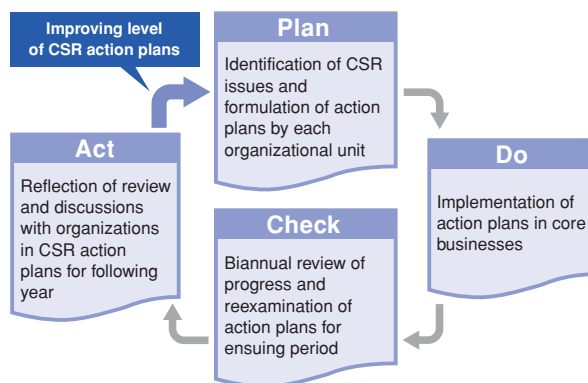 Improving level
of CSR action plans
Plan
Identification of CSR
issues and
formulation of action
plans by each
organizational unit
Do
Implementation of
action plans in core
businesses
Check
Biannual review of
progress and
reexamination of
action plans for
ensuing period
Act
Reflection of review
and discussions
with organizations
in CSR action
plans for following
year